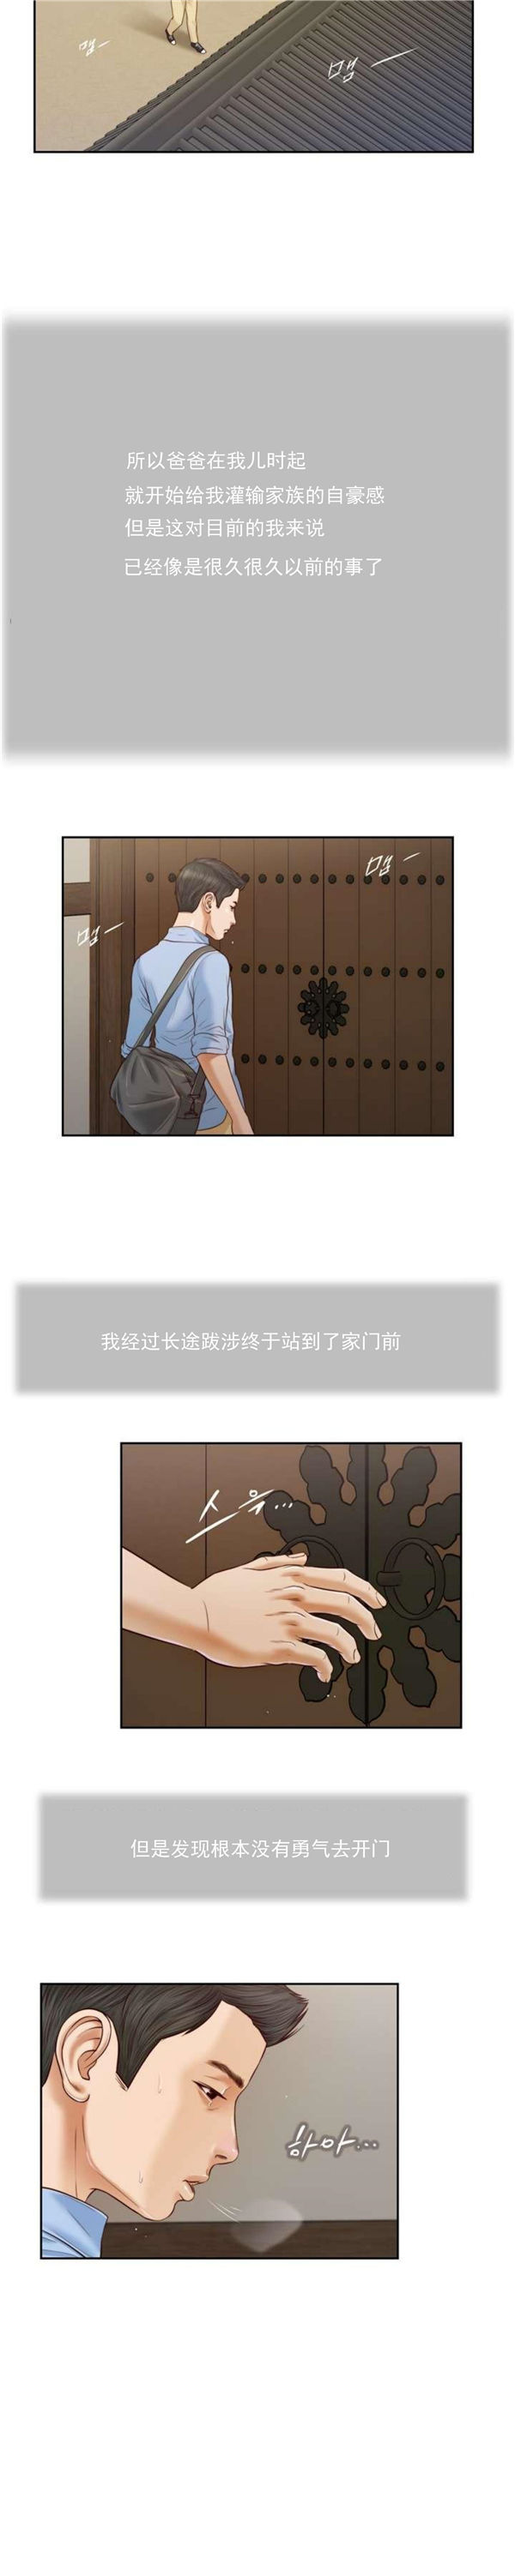 맴
맴
所以爸爸在我儿时起
就开始给我灌输家族的自豪感
但是这对目前的我来说
已经像是很久很久以前的事了
맴
맴
我经过长途跋涉终于站到了家门前
스윽...
但是发现根本没有勇气去开门
하아...